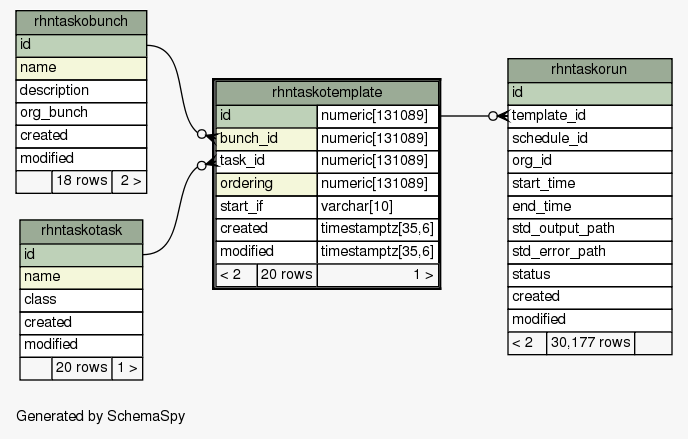 rhntaskobunch
id
name
description
org_bunch
created
modified
18 rows 2 >
rhntaskotask
id
name
class
created
modified
20 rows 1 >
rhntaskotemplate
id numeric[131089]
bunch_id numeric[131089]
task_id numeric[131089]
ordering numeric[131089]
start_if varchar[10]
created timestamptz[35,6]
modified timestamptz[35,6]
< 2 20 rows 1 >
rhntaskorun
id
template_id
schedule_id
org_id
start_time
end_time
std_output_path
std_error_path
status
created
modified
< 2 30,177 rows
Generated by SchemaSpy